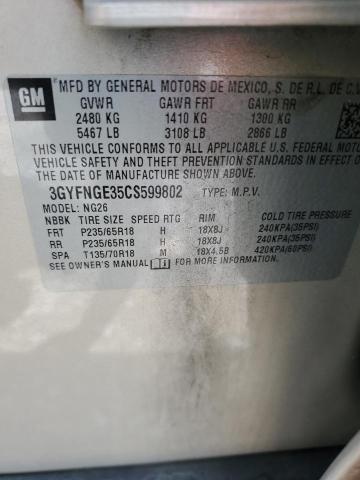 GM
MFD BY GENERAL MOTORS DE MEXICO, S. DE R.L. DE C.V
GVWR GAWR FRT GAWR RR
2480 KG 1410 KG 1300 KG
5467 LB 3108 LB 2866 LB
THIS VEHICLE CONFORMS TO ALL APPLICABLE U.S. FEDERAL MOTOR
VEHICLE SAFETY AND THEFT PREVENTION STANDARDS IN EFFECT ON
THE DATE OF MANUFACTURE SHOWN ABOVE.
3GYFNGE35CS599802 TYPE: M.P.V.
MODEL: NG26
NBBK TIRE SIZE SPEED RTG RIM COLD TIRE PRESSURE
FRT P235/65R18 H 18X8J 240KPA(35PSI)
RR P235/65R18 H 18X8J 240KPA(35PSI)
SPA T135/70R18 M 18X4.5B 420KPA(60PSI)
SEE OWNER'S MANUAL FOR ADDITIONAL INFORMATION.